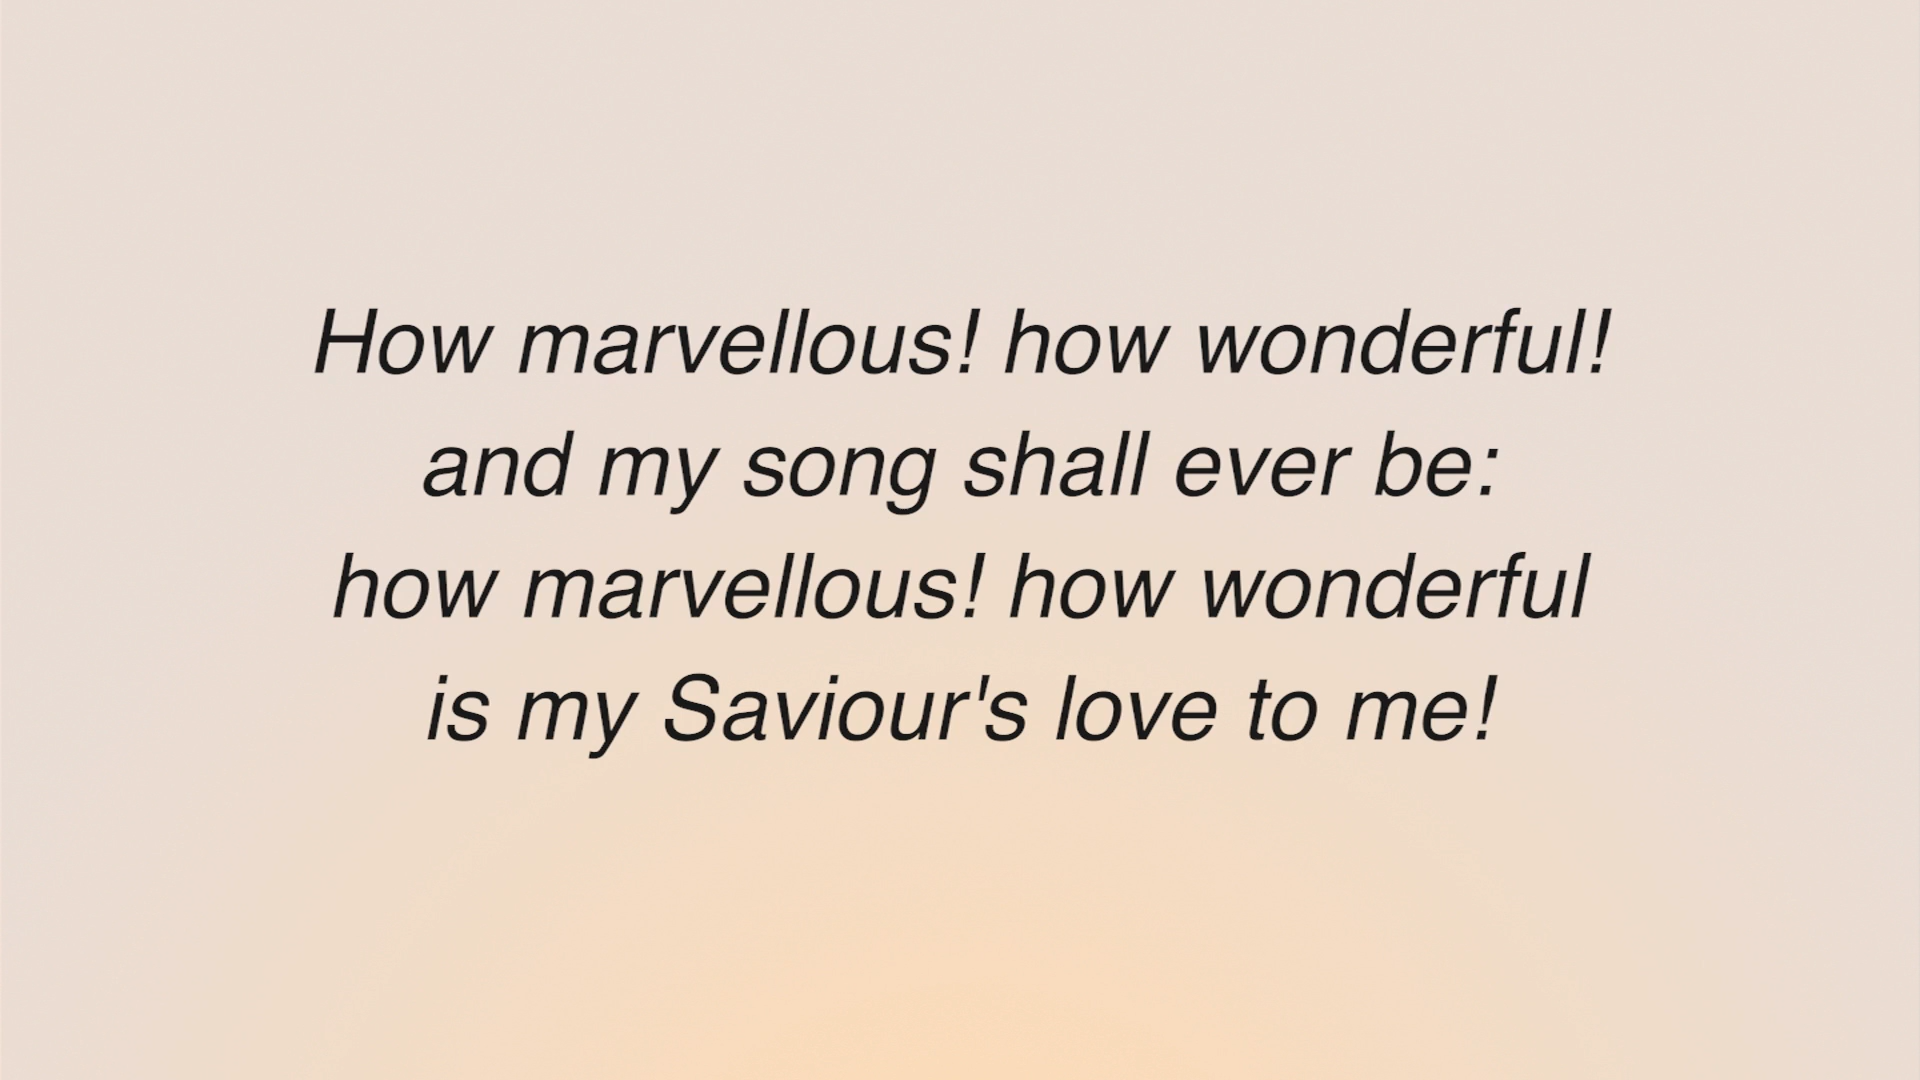 How marvellous! how wonderful!
and my song shall ever be:
how marvellous! how wonderful
is my Saviour's love to me!